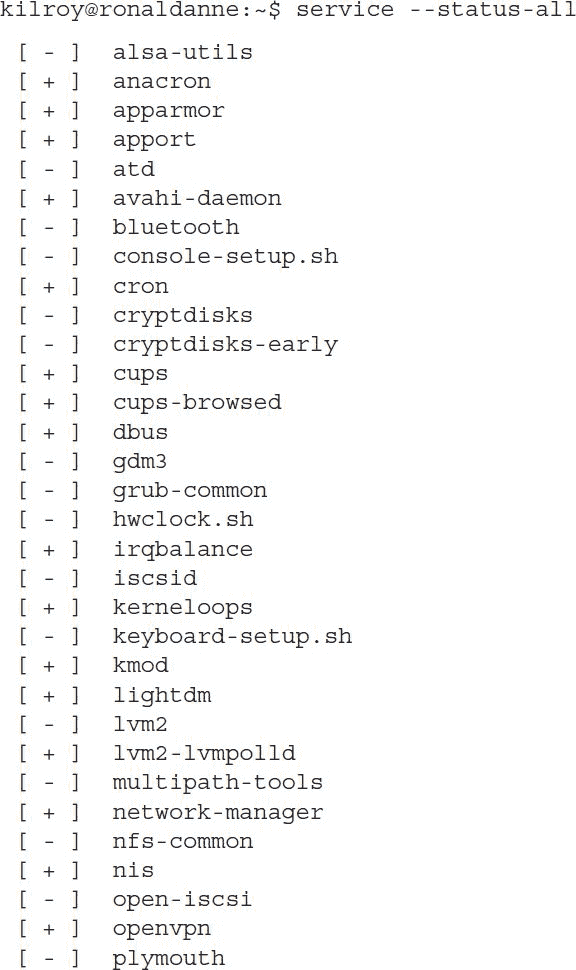 kilroy@ronaldanne:~$ service --status-all
[ - ] alsa-utils
[ + ] anacron
[ + ] apparmor
[ + ] apport
[ - ] atd
[ + ] avahi-daemon
[ - ] bluetooth
[ - ] console-setup.sh
[ + ] cron
[ - ] cryptdisks
[ - ] cryptdisks-early
[ + ] cups
[ + ] cups-browsed
[ + ] dbus
[ - ] gdm3
[ - ] grub-common
[ - ] hwclock.sh
[ + ] irqbalance
[ - ] iscsid
[ + ] kerneloops
[ - ] keyboard-setup.sh
[ + ] kmod
[ + ] lightdm
[ - ] lvm2
[ + ] lvm2-lvmpolld
[ - ] multipath-tools
[ + ] network-manager
[ - ] nfs-common
[ + ] nis
[ - ] open-iscsi
[ + ] openvpn
[ - ] plymouth